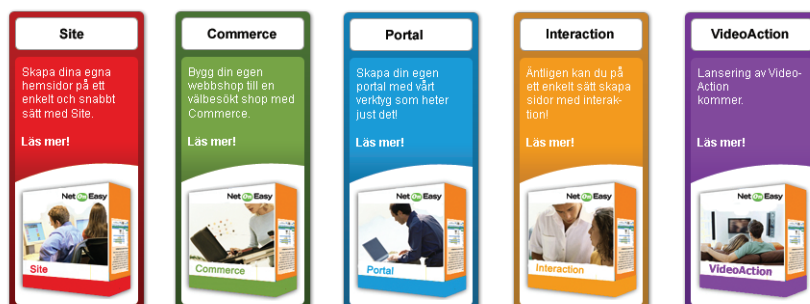 Site
Skapa dina egna
hemsidor på ett
enkelt och snabbt
sätt med Site.
Läs mer!
Net On Easy
Site
Commerce
Bygg din egen
webbshop till en
välbesökt shop med
Commerce.
Läs mer!
Net On Easy
Commerce
Portal
Skapa din egen
portal med vårt
verktyg som heter
just det!
Läs mer!
Net On Easy
Portal
Interaction
Äntligen kan du på
ett enkelt sätt skapa
sidor med interak-
tion!
Läs mer!
Net On Easy
Interaction
VideoAction
Lansering av Video-
Action
kommer.
Läs mer!
Net On Easy
VideoAction